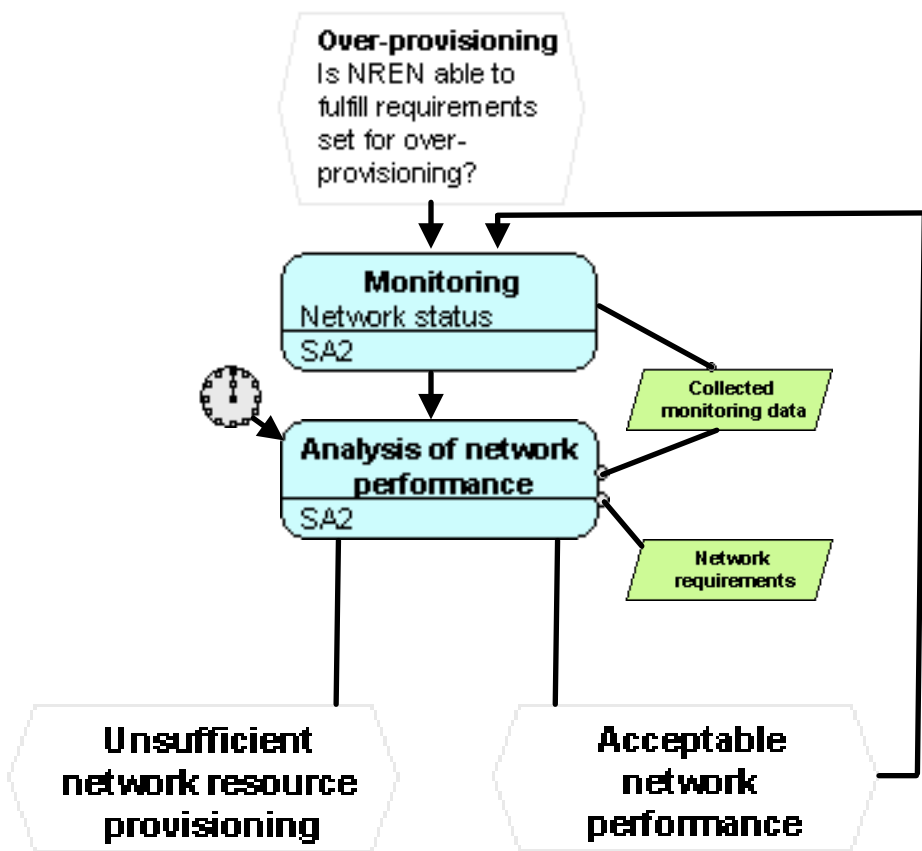 Over-provisioning
Is NREN able to
fulfill requirements
set for over-
provisioning?
Monitoring
Network status
SA2
Collected
monitoring data
Analysis of network
performance
SA2
Network
requirements
Unsufficient
network resource
provisioning
Acceptable
network
performance